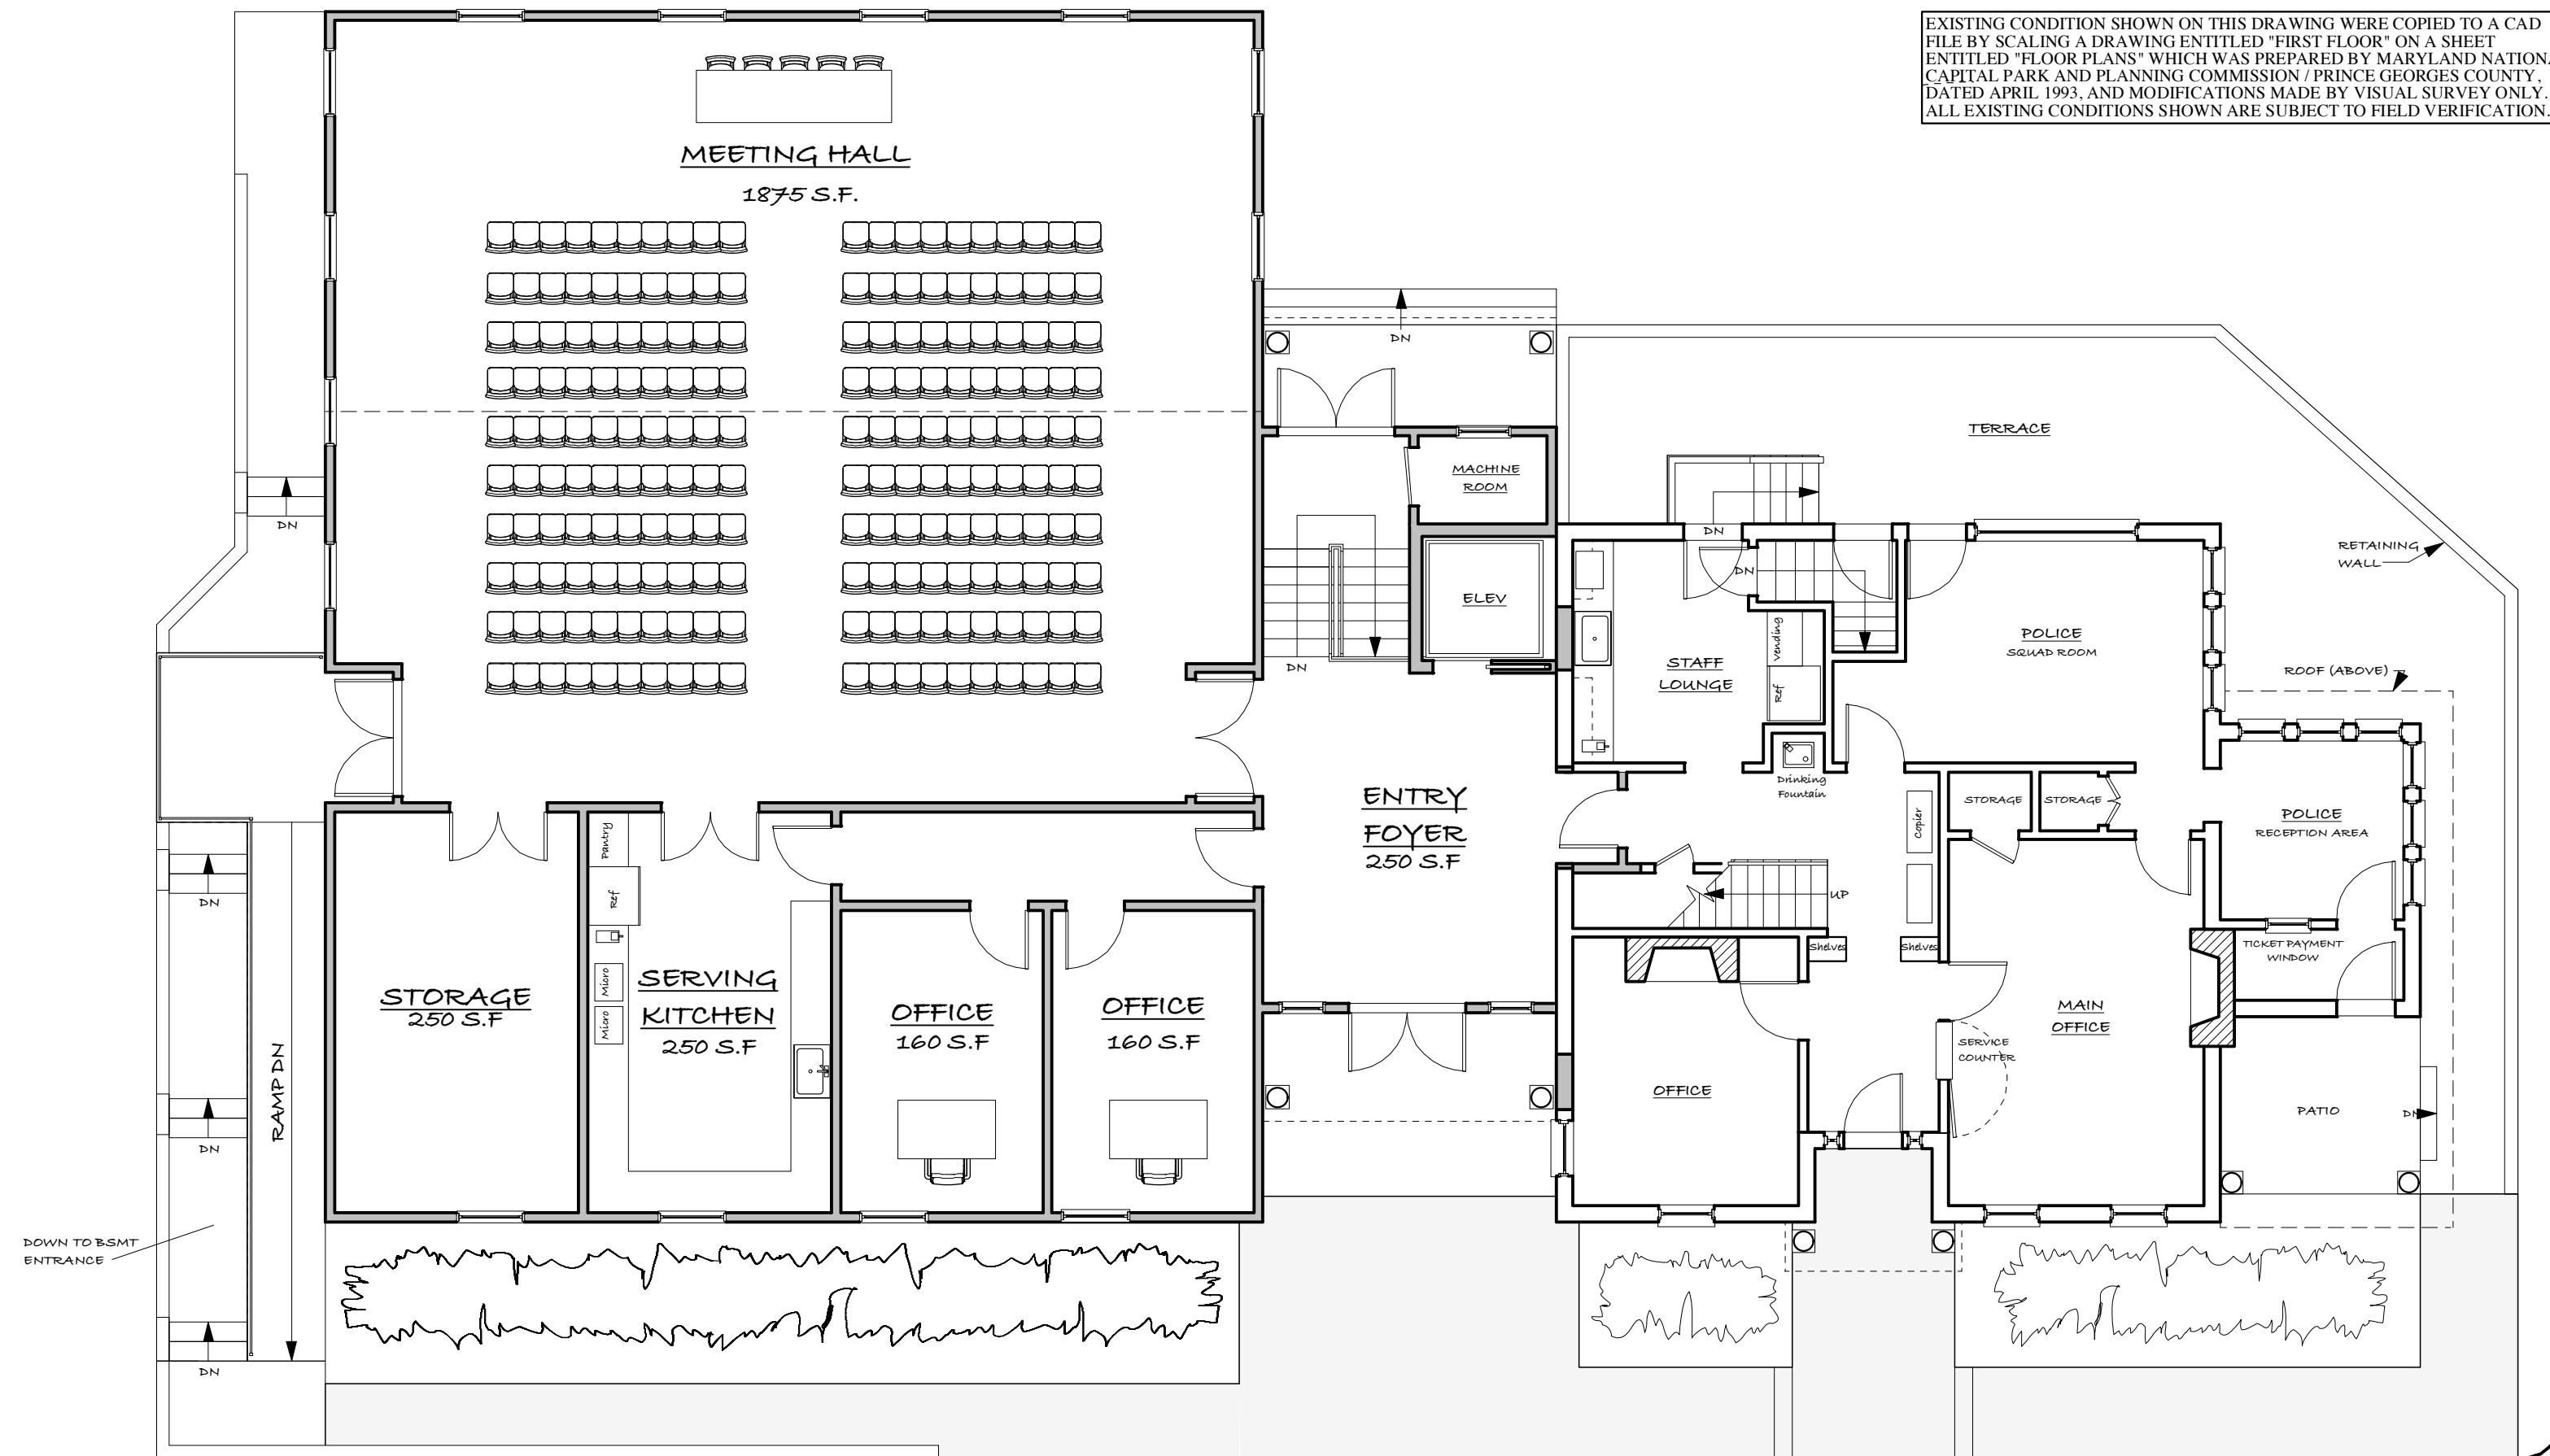 EXISTING CONDITION SHOWN ON THIS DRAWING WERE COPIED TO A CAD
FILE BY SCALING A DRAWING ENTITLED "FIRST FLOOR" ON A SHEET
ENTITLED "FLOOR PLANS" WHICH WAS PREPARED BY MARYLAND NATIONA
CAPITAL PARK AND PLANNING COMMISSION / PRINCE GEORGES COUNTY,
DATED APRIL 1993, AND MODIFICATIONS MADE BY VISUAL SURVEY ONLY.
ALL EXISTING CONDITIONS SHOWN ARE SUBJECT TO FIELD VERIFICATION.
MEETING HALL
1875 S.F.
DN
TERRACE
MACHINE
ROOM
DN
DN
RETAINING
WALL
DN
ELEV
POLICE
SQUAD ROOM
Vending
STAFF
LOUNGE
DN
ROOF (ABOVE)
Ref
Drinking
Fountain
ENTRY
FOYER
250 S.F
STORAGE
STORAGE
Copier
POLICE
RECEPTION AREA
Pantry
Ref
DN
UP
Shelves
Shelves
TICKET PAYMENT
WINDOW
STORAGE
250 S.F
Micro
Micro
SERVING
KITCHEN
250 S.F
OFFICE
160 S.F
OFFICE
160 S.F
MAIN
OFFICE
SERVICE
COUNTER
RAMP DN
OFFICE
PATIO
DN
DN
DOWN TO BSMT
ENTRANCE
DN